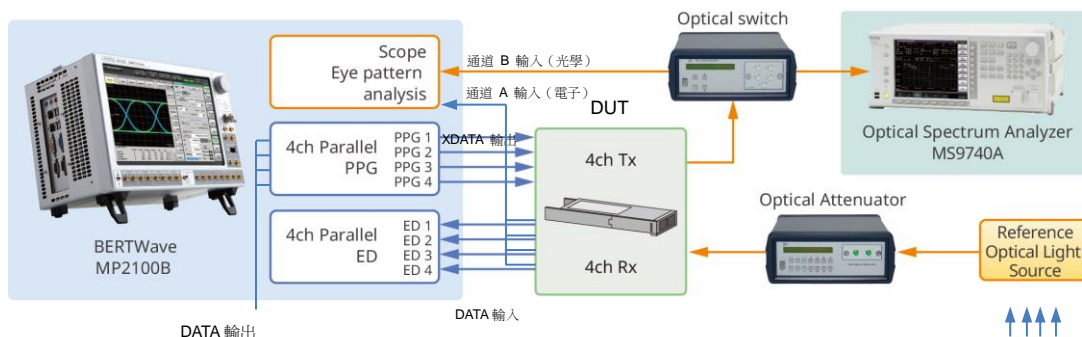 Optical switch
Scope
Eye pattern
analysis
通道 B 輸入（光學）
通道 A 輸入（電子）
DUT
Optical Spectrum Analyzer
MS9740A
4ch Parallel
PPG
PPG 1
PPG 2
PPG 3
PPG 4
XDATA 輸出
4ch Tx
BERTWave
MP2100B
4ch Parallel
ED
ED 1
ED 2
ED 3
ED 4
4ch Rx
Optical Attenuator
Reference
Optical Light
Source
DATA 輸入
DATA 輸出